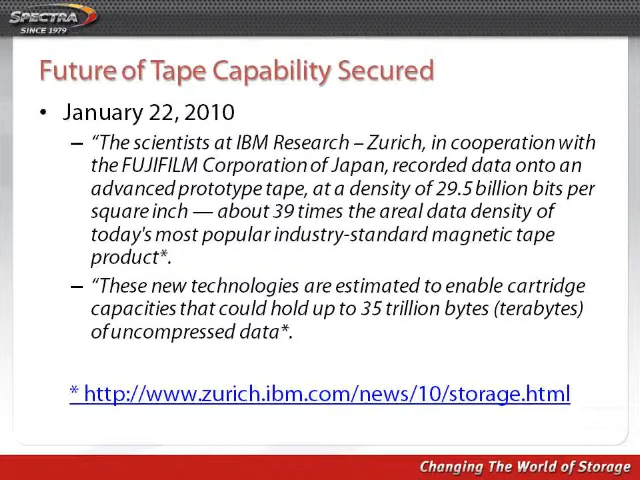 SPECTRA
SINCE 1979
Future of Tape Capability Secured
• January 22, 2010
– “The scientists at IBM Research – Zurich, in cooperation with
the FUJIFILM Corporation of Japan, recorded data onto an
advanced prototype tape, at a density of 29.5 billion bits per
square inch — about 39 times the areal data density of
today's most popular industry-standard magnetic tape
product*.
– “These new technologies are estimated to enable cartridge
capacities that could hold up to 35 trillion bytes (terabytes)
of uncompressed data*.
* http://www.zurich.ibm.com/news/10/storage.html
Changing The World of Storage